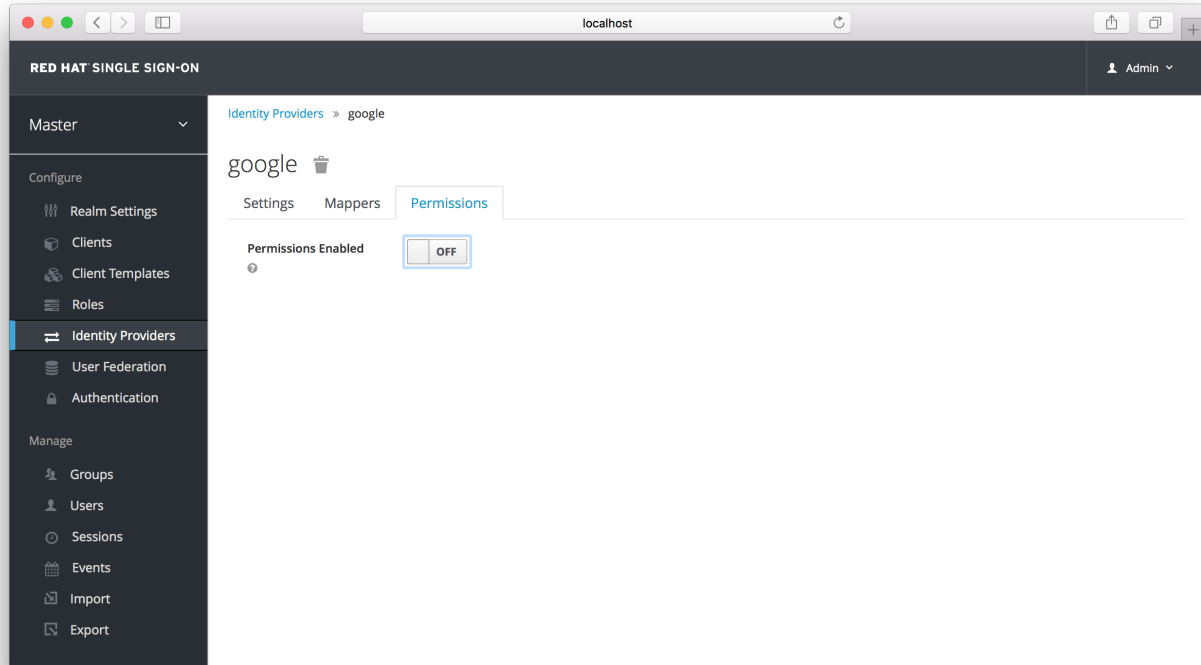 localhost
RED HAT SINGLE SIGN-ON
Admin
Master
Identity Providers » google
google
Configure
Settings Mappers Permissions
Realm Settings
Permissions Enabled OFF
Clients
Client Templates
Roles
Identity Providers
User Federation
Authentication
Manage
Groups
Users
Sessions
Events
Import
Export